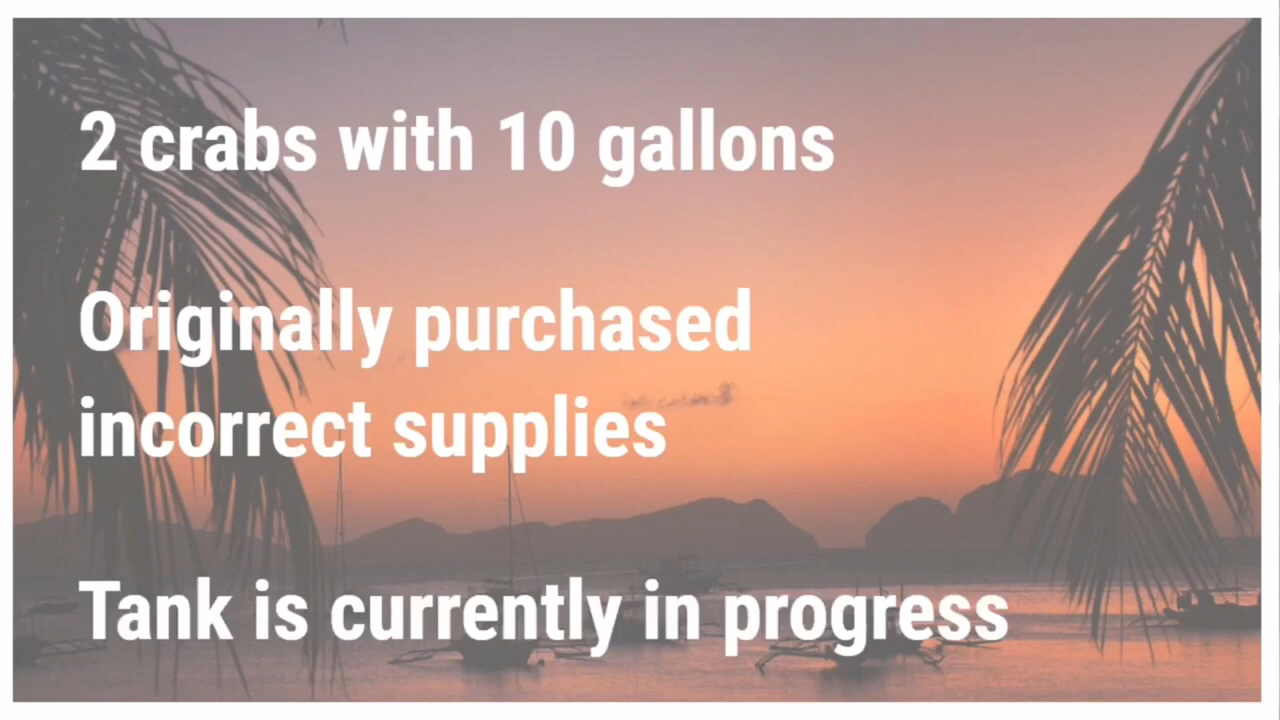 2 crabs with 10 gallons
Originally purchased
incorrect supplies
Tank is currently in progress